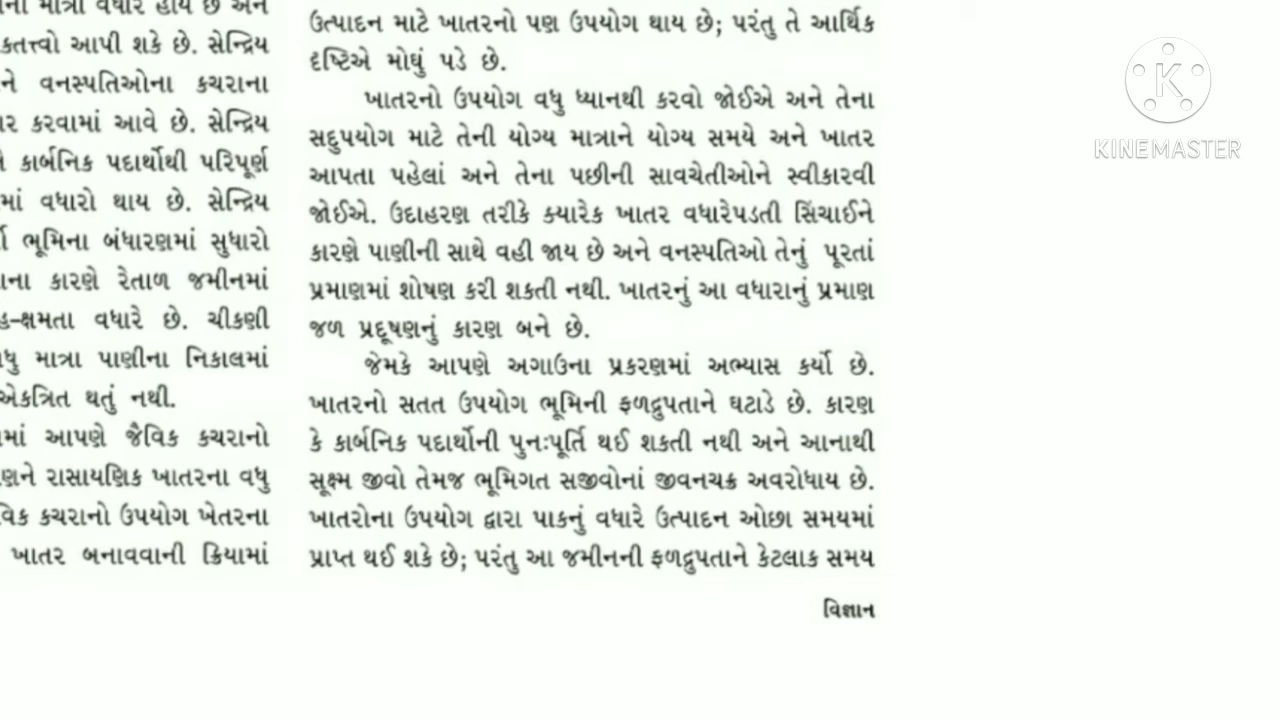 માત્રા વધારે હોય છે અને
આપી શકે છે. સેન્દ્રિય
વનસ્પતિઓના કચરાના
કરવામાં આવે છે. સેન્દ્રિય
કાર્બનિક પદાર્થોથી પરિપૂર્ણ
વધારો થાય છે. સેન્દ્રિય
ભૂમિના બંધારણમાં સુધારો
કારણે રેતાળ જમીનમાં
ક્ષમતા વધારે છે. ચીકણી
માત્રા પાણીના નિકાલમાં
એકત્રિત થતું નથી.
આપણે જૈવિક કચરાનો
રાસાયણિક ખાતરના વધુ
કચરાનો ઉપયોગ ખેતરના
ખાતર બનાવવાની ક્રિયામાં
ઉત્પાદન માટે ખાતરનો પણ ઉપયોગ થાય છે; પરંતુ તે આર્થિક
દૃષ્ટિએ મોઘું પડે છે.
ખાતરનો ઉપયોગ વધુ ધ્યાનથી કરવો જોઈએ અને તેના
સદુપયોગ માટે તેની યોગ્ય માત્રાને યોગ્ય સમયે અને ખાતર
આપતા પહેલાં અને તેના પછીની સાવચેતીઓને સ્વીકારવી
જોઈએ. ઉદાહરણ તરીકે ક્યારેક ખાતર વધારેપડતી સિંચાઈને
કારણે પાણીની સાથે વહી જાય છે અને વનસ્પતિઓ તેનું પૂરતાં
પ્રમાણમાં શોષણ કરી શકતી નથી. ખાતરનું આ વધારાનું પ્રમાણ
જળ પ્રદૂષણનું કારણ બને છે.
જેમકે આપણે અગાઉના પ્રકરણમાં અભ્યાસ કર્યો છે.
ખાતરનો સતત ઉપયોગ ભૂમિની ફળદ્રુપતાને ઘટાડે છે. કારણ
કે કાર્બનિક પદાર્થોની પુનઃપૂર્તિ થઈ શકતી નથી અને આનાથી
સૂક્ષ્મ જીવો તેમજ ભૂમિગત સજીવોનાં જીવનચક્ર અવરોધાય છે.
ખાતરોના ઉપયોગ દ્વારા પાકનું વધારે ઉત્પાદન ઓછા સમયમાં
પ્રાપ્ત થઈ શકે છે; પરંતુ આ જમીનની ફળદ્રુપતાને કેટલાક સમય
વિજ્ઞાન
K
KINEMASTER